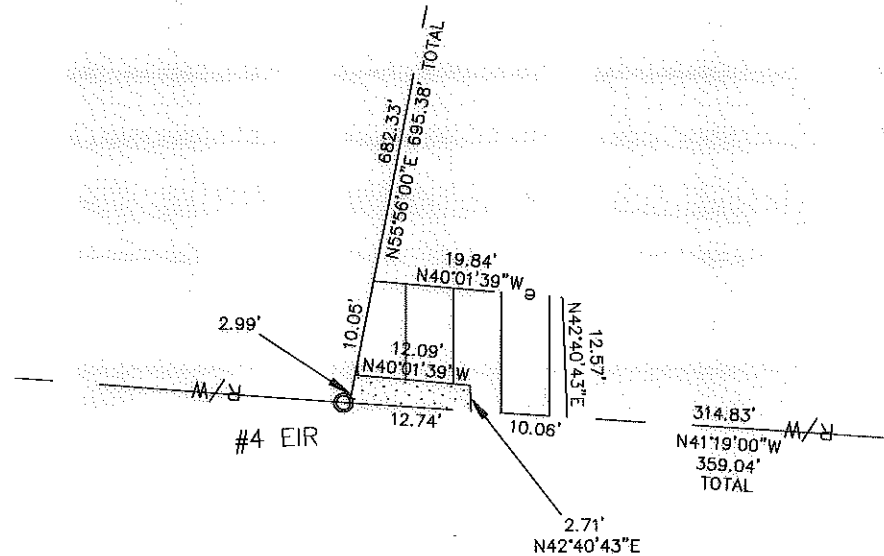 682.33'
N55°56'00"E 695.38' TOTAL
19.84'
N40°01'39"W
2.99'
10.05'
12.09'
N40°01'39"W
12.57'
N42°40'43"E
R/W
12.74'
10.06'
#4 EIR
314.83'
N41°19'00"W
359.04'
TOTAL
R/W
2.71'
N42°40'43"E